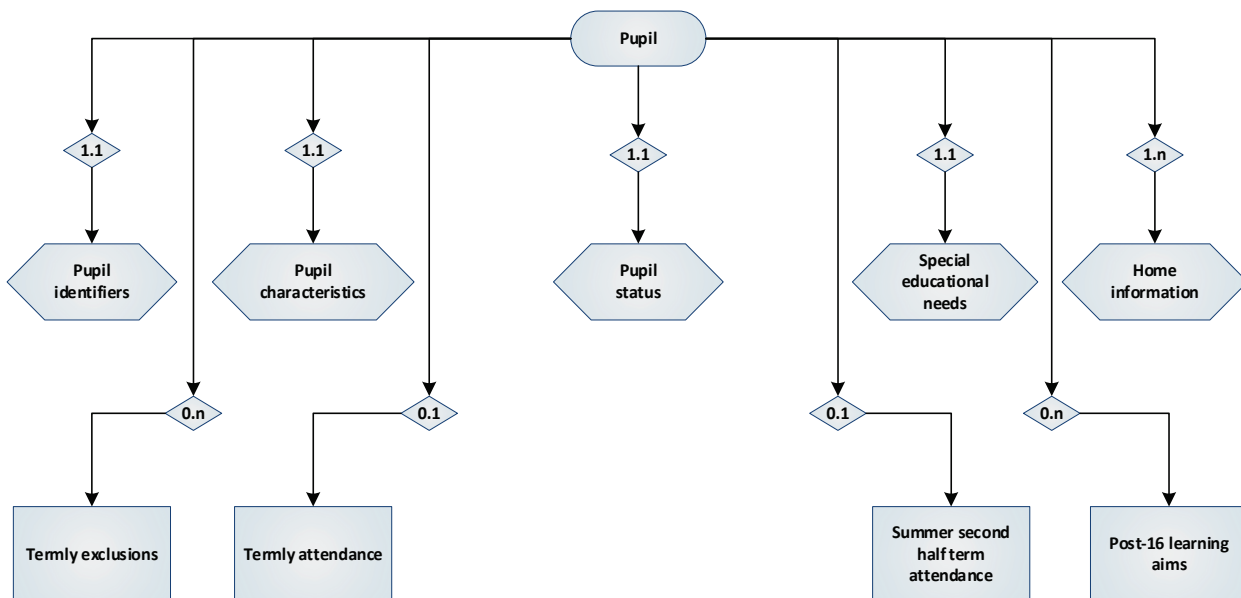 Pupil
1.1
1.1
1.1
1.1
1.n
Pupil
identifiers
Pupil
characteristics
Pupil
status
Special
educational
needs
Home
information
0.n
0.1
0.1
0.n
Termly exclusions
Termly attendance
Summer second
half term
attendance
Post-16 learning
aims